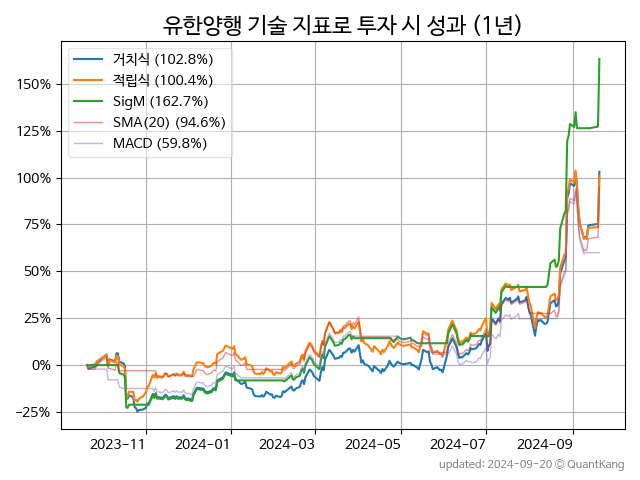 유한양행 기술 지표로 투자 시 성과 (1년)
거치식 (102.8%)
적립식 (100.4%)
SigM (162.7%)
SMA(20) (94.6%)
MACD (59.8%)
150%
125%
100%
75%
50%
25%
0%
−25%
2023−11 2024−01 2024−03 2024−05 2024−07 2024−09
updated: 2024-09-20 © QuantKang